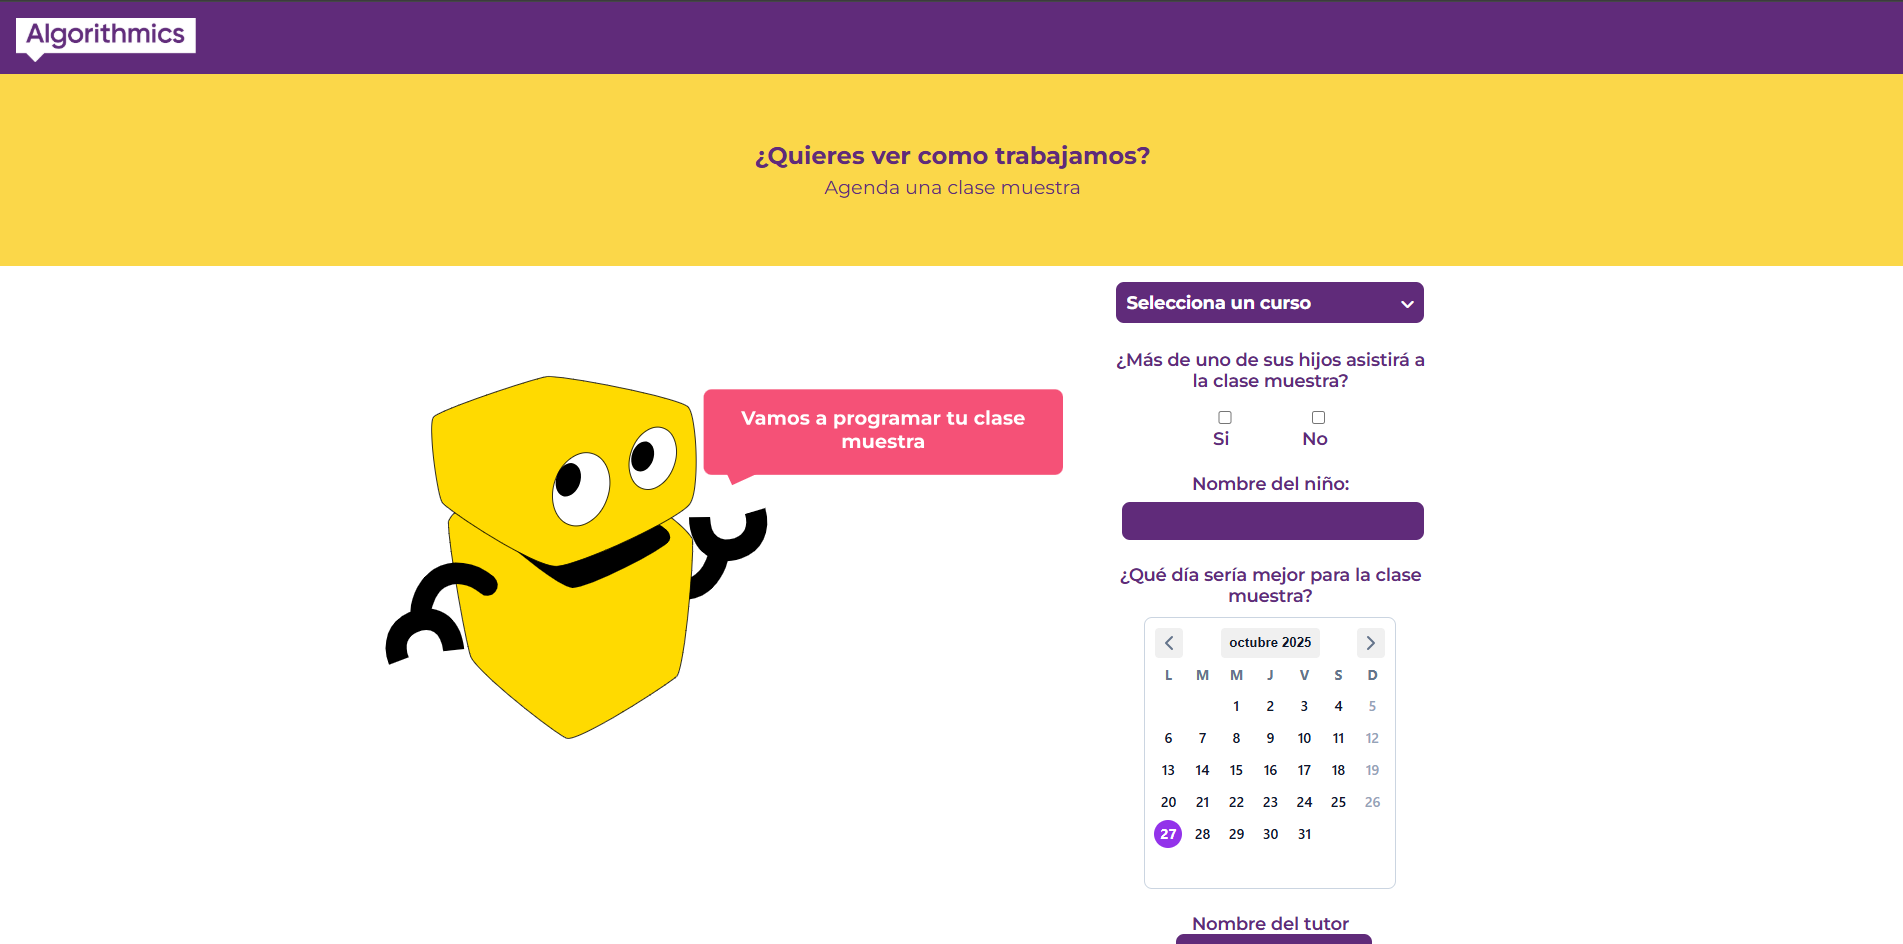 Algorithmics
¿Quieres ver como trabajamos?
Agenda una clase muestra
Vamos a programar tu clase
muestra
Selecciona un curso
¿Más de uno de sus hijos asistirá a
la clase muestra?
Si No
Nombre del niño:
¿Qué día sería mejor para la clase
muestra?
octubre 2025
L M M J V S D
1 2 3 4 5
6 7 8 9 10 11 12
13 14 15 16 17 18 19
20 21 22 23 24 25 26
27 28 29 30 31
Nombre del tutor